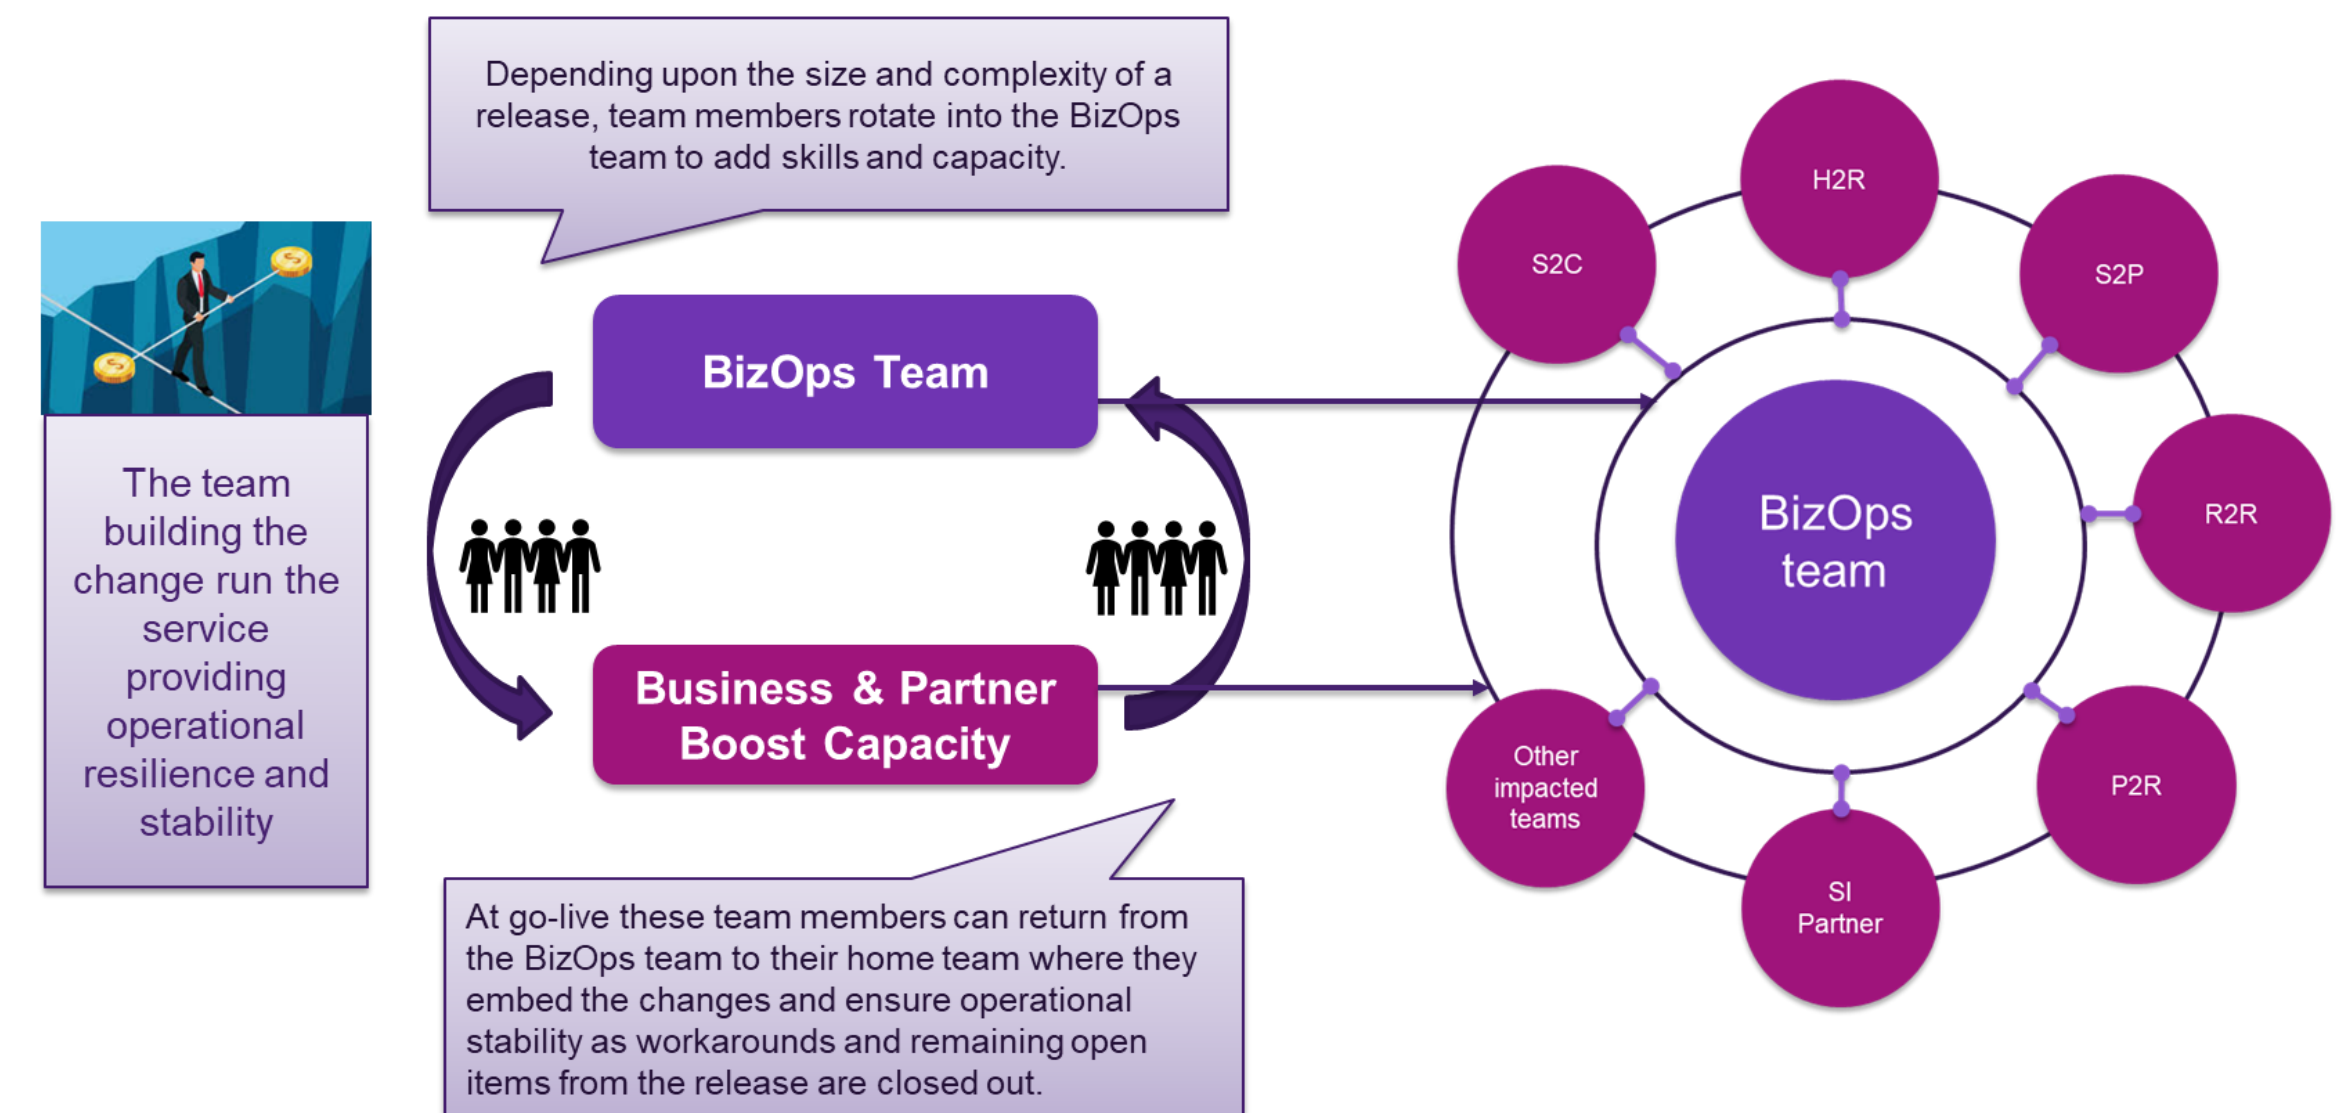 Depending upon the size and complexity of a
release, team members rotate into the BizOps
team to add skills and capacity.
The team
building the
change run the
service
providing
operational
resilience and
stability
BizOps Team
Business & Partner
Boost Capacity
At go-live these team members can return from
the BizOps team to their home team where they
embed the changes and ensure operational
stability as workarounds and remaining open
items from the release are closed out.
H2R
S2P
R2R
P2R
SI
Partner
Other
impacted
teams
S2C
BizOps
team
$
$